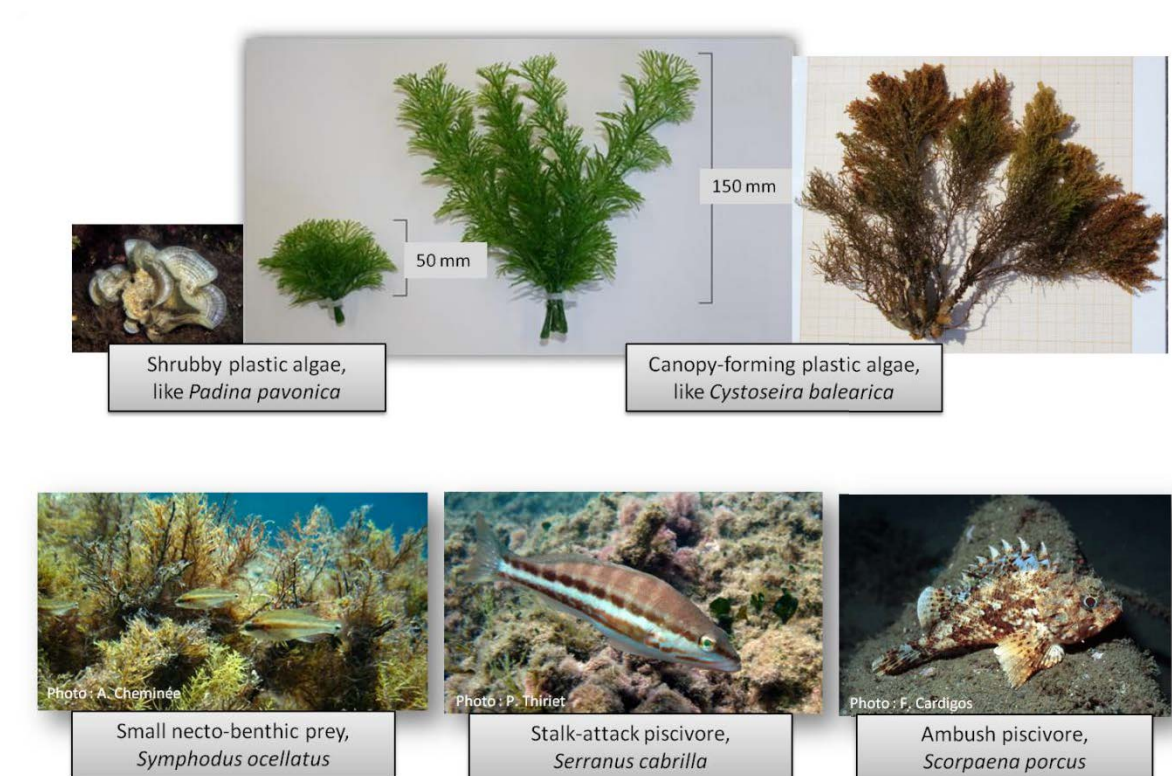 150 mm
50 mm
Shrubby plastic algae,
like Padina pavonica
Canopy-forming plastic algae,
like Cystoseira balearica
Photo : A. Cheminée
Photo : P. Thiriet
Photo : F. Cardigos
Small necto-benthic prey,
Symphodus ocellatus
Stalk-attack piscivore,
Serranus cabrilla
Ambush piscivore,
Scorpaena porcus